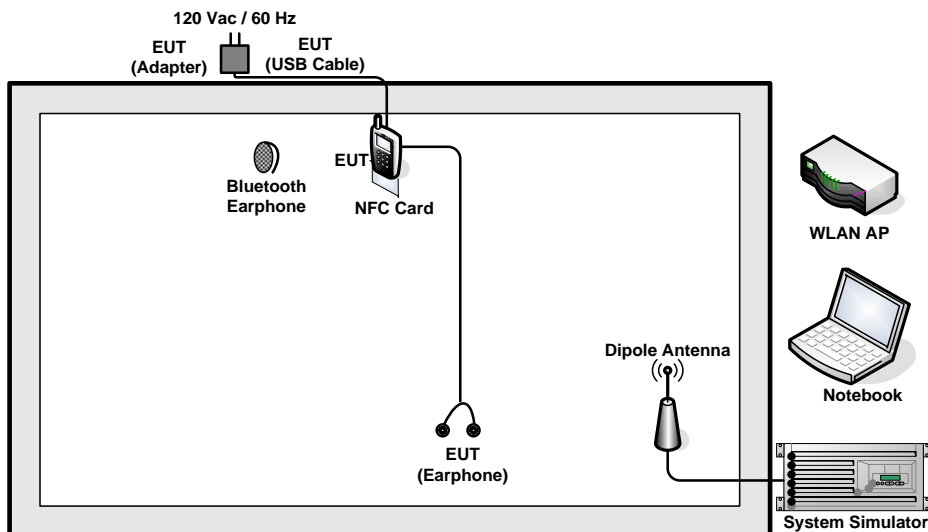 120 Vac / 60 Hz
EUT
(Adapter)
EUT
(USB Cable)
EUT
Bluetooth
Earphone
NFC Card
WLAN AP
Dipole Antenna
Notebook
EUT
(Earphone)
System Simulator